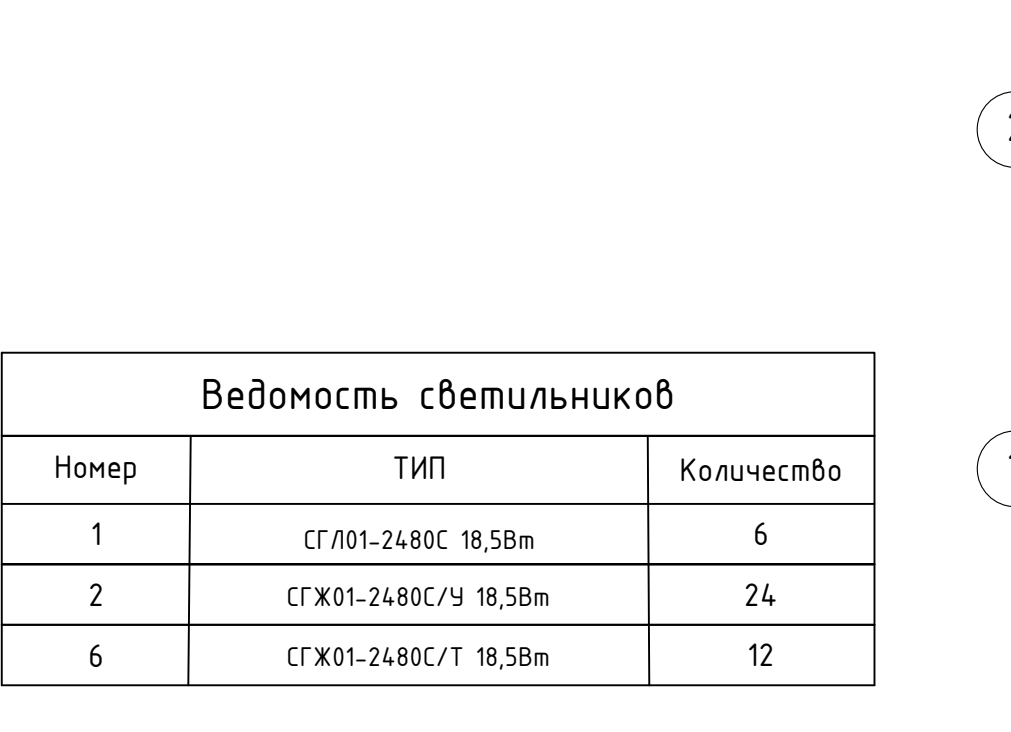 Ведомость светильников
Номер ТИП Количество
1 СГЛ01-2480С 18,5Вт 6
2 СГЖ01-2480С/У 18,5Вт 24
6 СГЖ01-2480С/Т 18,5Вт 12